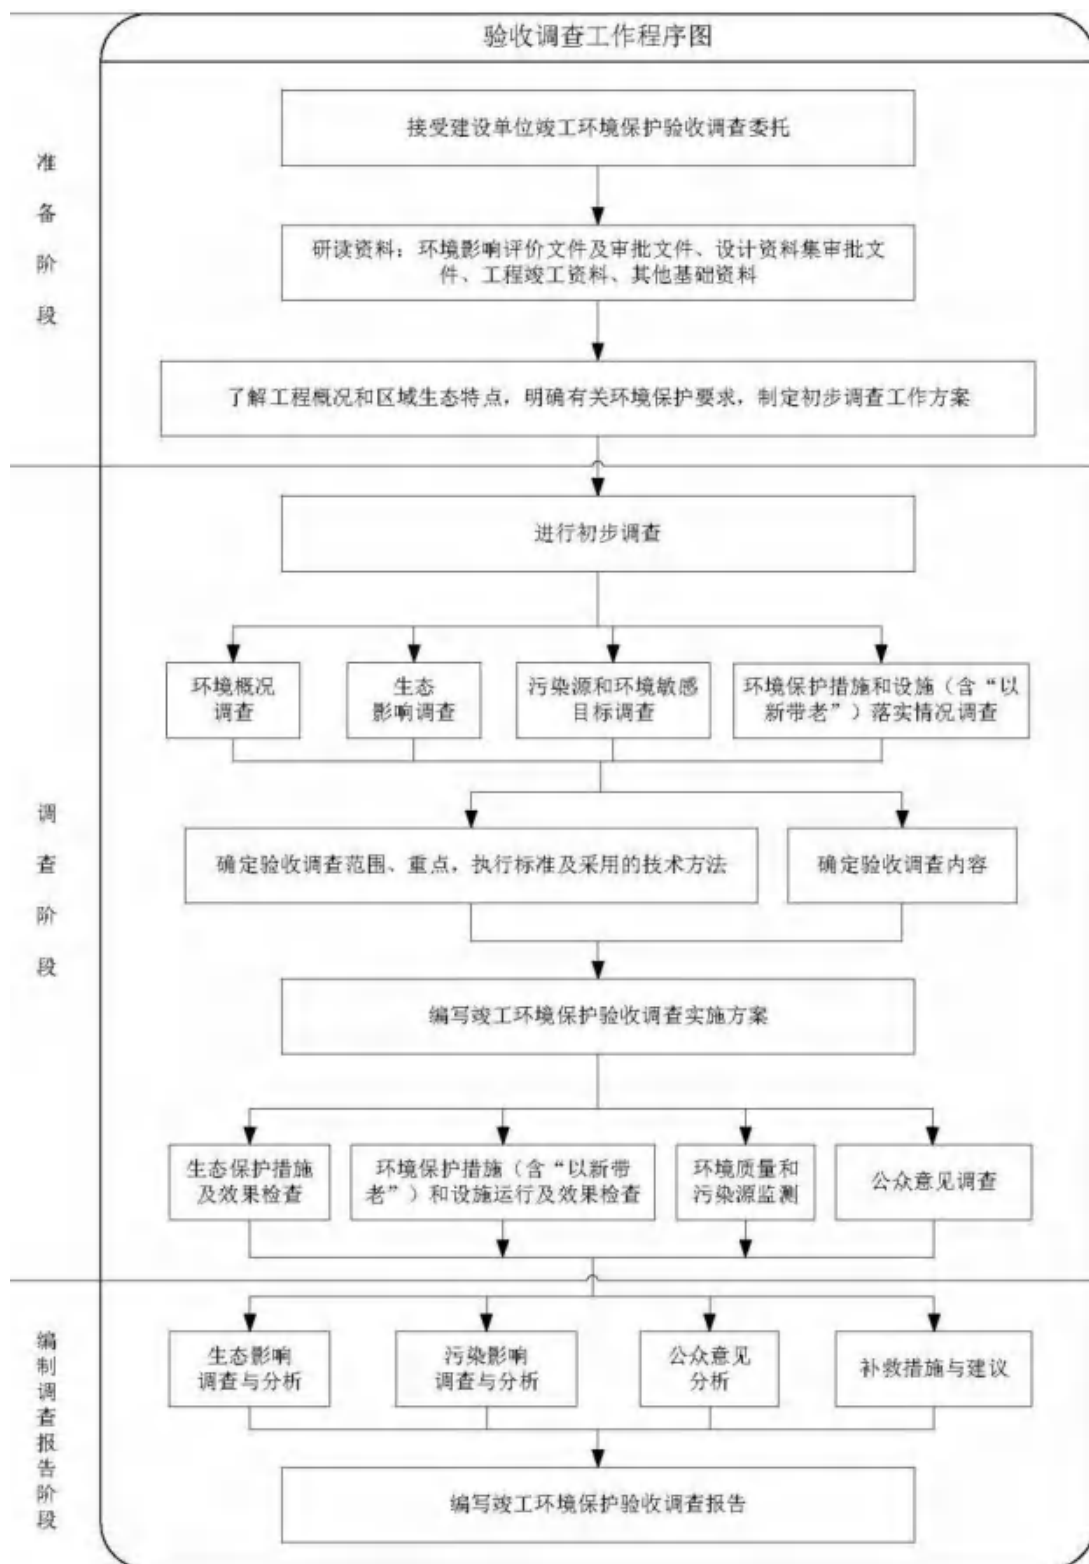 验收调查工作程序图
准备阶段
接受建设单位竣工环境保护验收调查委托
研读资料：环境影响评价文件及审批文件、设计资料集审批文
件、工程竣工资料、其他基础资料
了解工程概况和区域生态特点，明确有关环境保护要求，制定初步调查工作方案
调查阶段
进行初步调查
环境概况
调查
生态
影响调查
污染源和环境敏感
目标调查
环境保护措施和设施（含“以
新带老”）落实情况调查
确定验收调查范围、重点，执行标准及采用的技术方法
确定验收调查内容
编写竣工环境保护验收调查实施方案
生态保护措施
及效果检查
环境保护措施（含“以新带
老”）和设施运行及效果检查
环境质量和
污染源监测
公众意见调查
编制调查报告阶段
生态影响
调查与分析
污染影响
调查与分析
公众意见
分析
补救措施与建议
编写竣工环境保护验收调查报告